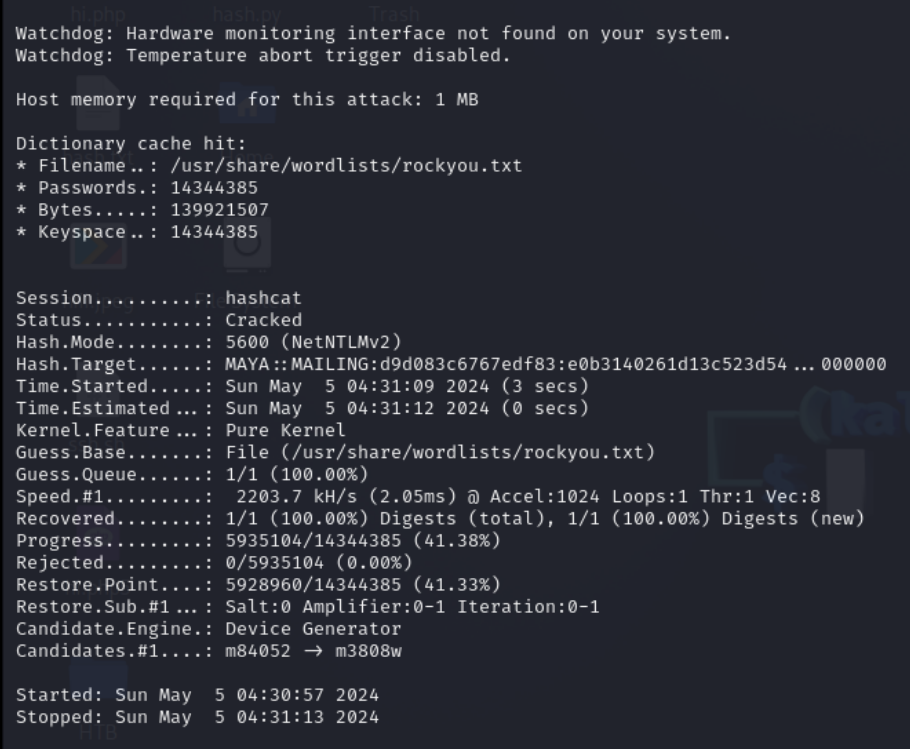 hi.php hash.py Trash
Watchdog: Hardware monitoring interface not found on your system.
Watchdog: Temperature abort trigger disabled.
Host memory required for this attack: 1 MB
Dictionary cache hit:
* Filename..: /usr/share/wordlists/rockyou.txt
* Passwords.: 14344385
* Bytes.....: 139921507
* Keyspace..: 14344385
Session..........: hashcat
Status...........: Cracked
Hash.Mode........: 5600 (NetNTLMv2)
Hash.Target......: MAYA::MAILING:d9d083c6767edf83:e0b3140261d13c523d54...000000
Time.Started.....: Sun May  5 04:31:09 2024 (3 secs)
Time.Estimated...: Sun May  5 04:31:12 2024 (0 secs)
Kernel.Feature...: Pure Kernel
Guess.Base.......: File (/usr/share/wordlists/rockyou.txt)
Guess.Queue......: 1/1 (100.00%)
Speed.#1.........:  2203.7 kH/s (2.05ms) @ Accel:1024 Loops:1 Thr:1 Vec:8
Recovered........: 1/1 (100.00%) Digests (total), 1/1 (100.00%) Digests (new)
Progress.........: 5935104/14344385 (41.38%)
Rejected.........: 0/5935104 (0.00%)
Restore.Point....: 5928960/14344385 (41.33%)
Restore.Sub.#1...: Salt:0 Amplifier:0-1 Iteration:0-1
Candidate.Engine.: Device Generator
Candidates.#1....: m84052 -> m3808w
Started: Sun May  5 04:30:57 2024
Stopped: Sun May  5 04:31:13 2024
HTB